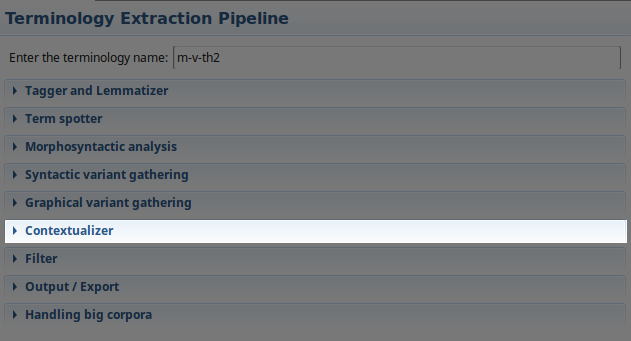 Terminology Extraction Pipeline
Enter the terminology name: m-v-th2
Tagger and Lemmatizer
Term spotter
Morphosyntactic analysis
Syntactic variant gathering
Graphical variant gathering
Contextualizer
Filter
Output / Export
Handling big corpora